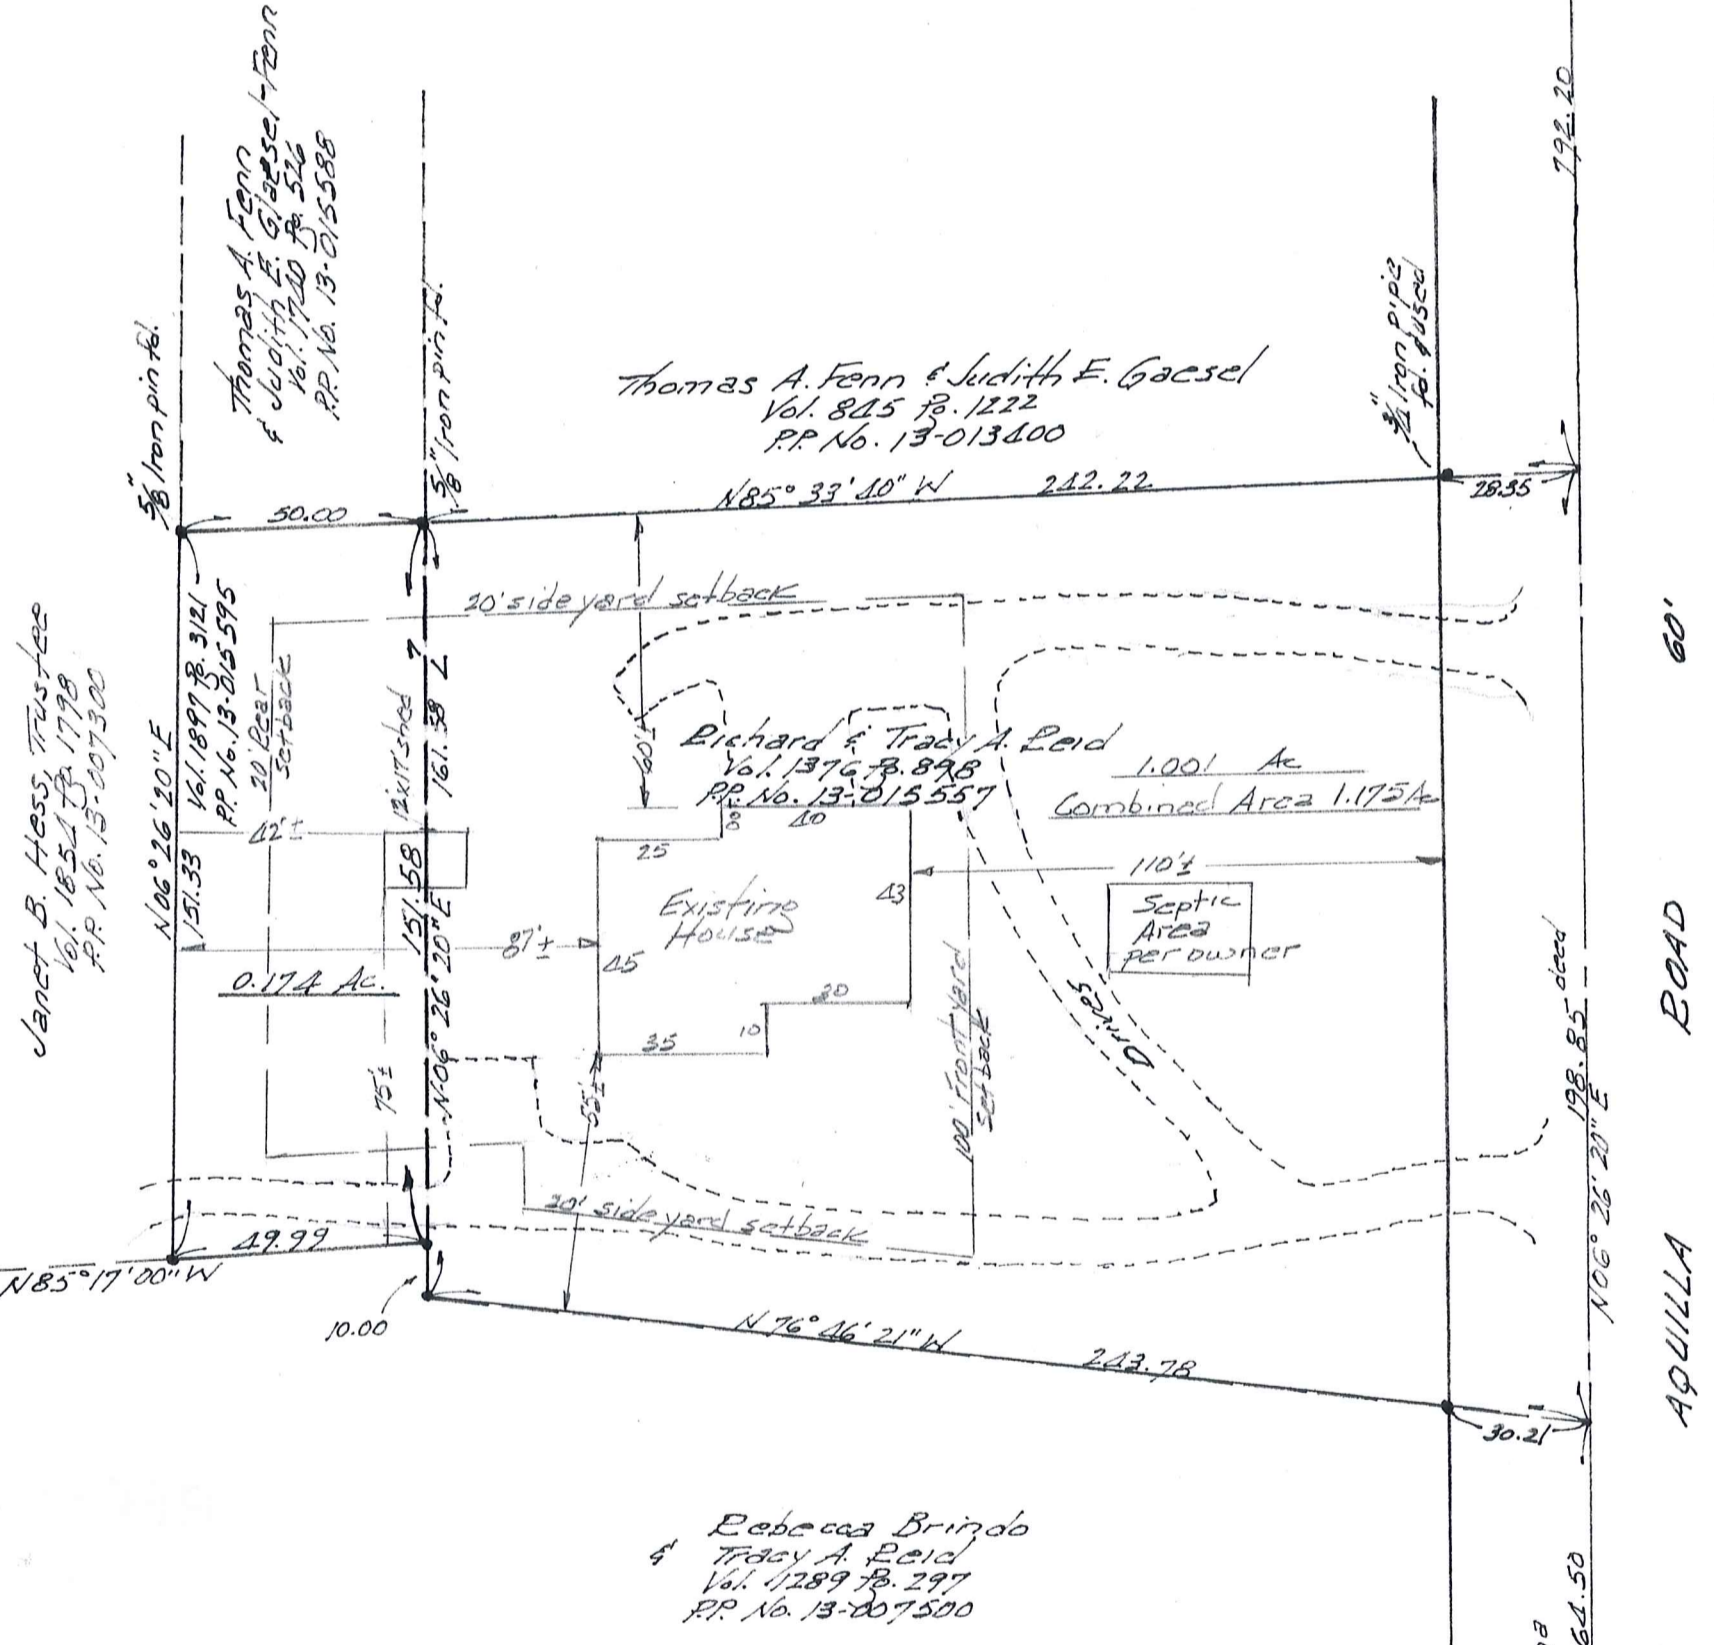 Thomas A. Fenn
& Judith E. Glaesel-Fenn
Vol. 1740 Pg. 526
P.P. No. 13-015588
792.20
5/8" Iron pin fd.
5/8" Iron pin fd.
3/4" Iron pipe
fd. & used
Thomas A. Fenn & Judith E. Gaesel
Vol. 845 Pg. 1222
P.P. No. 13-013400
N85° 33' 40" W 242.22
28.35
50.00
20' side yard setback
Janet B. Hess, Trustee
Vol. 1854 Pg. 1798
P.P. No. 13-007300
N06° 26' 20" E
151.33
Vol. 1897 Pg. 3121
P.P. No. 13-015595
20' Rear
setback
12'x17' shed
161.58
151.58
N06° 26' 20" E
60'±
Richard & Tracy A. Reid
Vol. 1376 Pg. 898
P.P. No. 13-015557
1.001 Ac
Combined Area 1.175 Ac
42'±
25
8
40
43
110'±
Existing
House
Septic
Area
per owner
87'±
45
0.174 Ac.
30
10
35
75'±
55'±
100' Front yard
setback
Drives
198.85 deed
N06° 26' 20" E
60'
ROAD
AQUILLA
20' side yard setback
49.99
N85° 17' 00" W
10.00
N 76° 46' 21" W
243.78
30.21
Rebecca Brindo
& Tracy A. Reid
Vol. 1289 Pg. 297
P.P. No. 13-007500
64.50